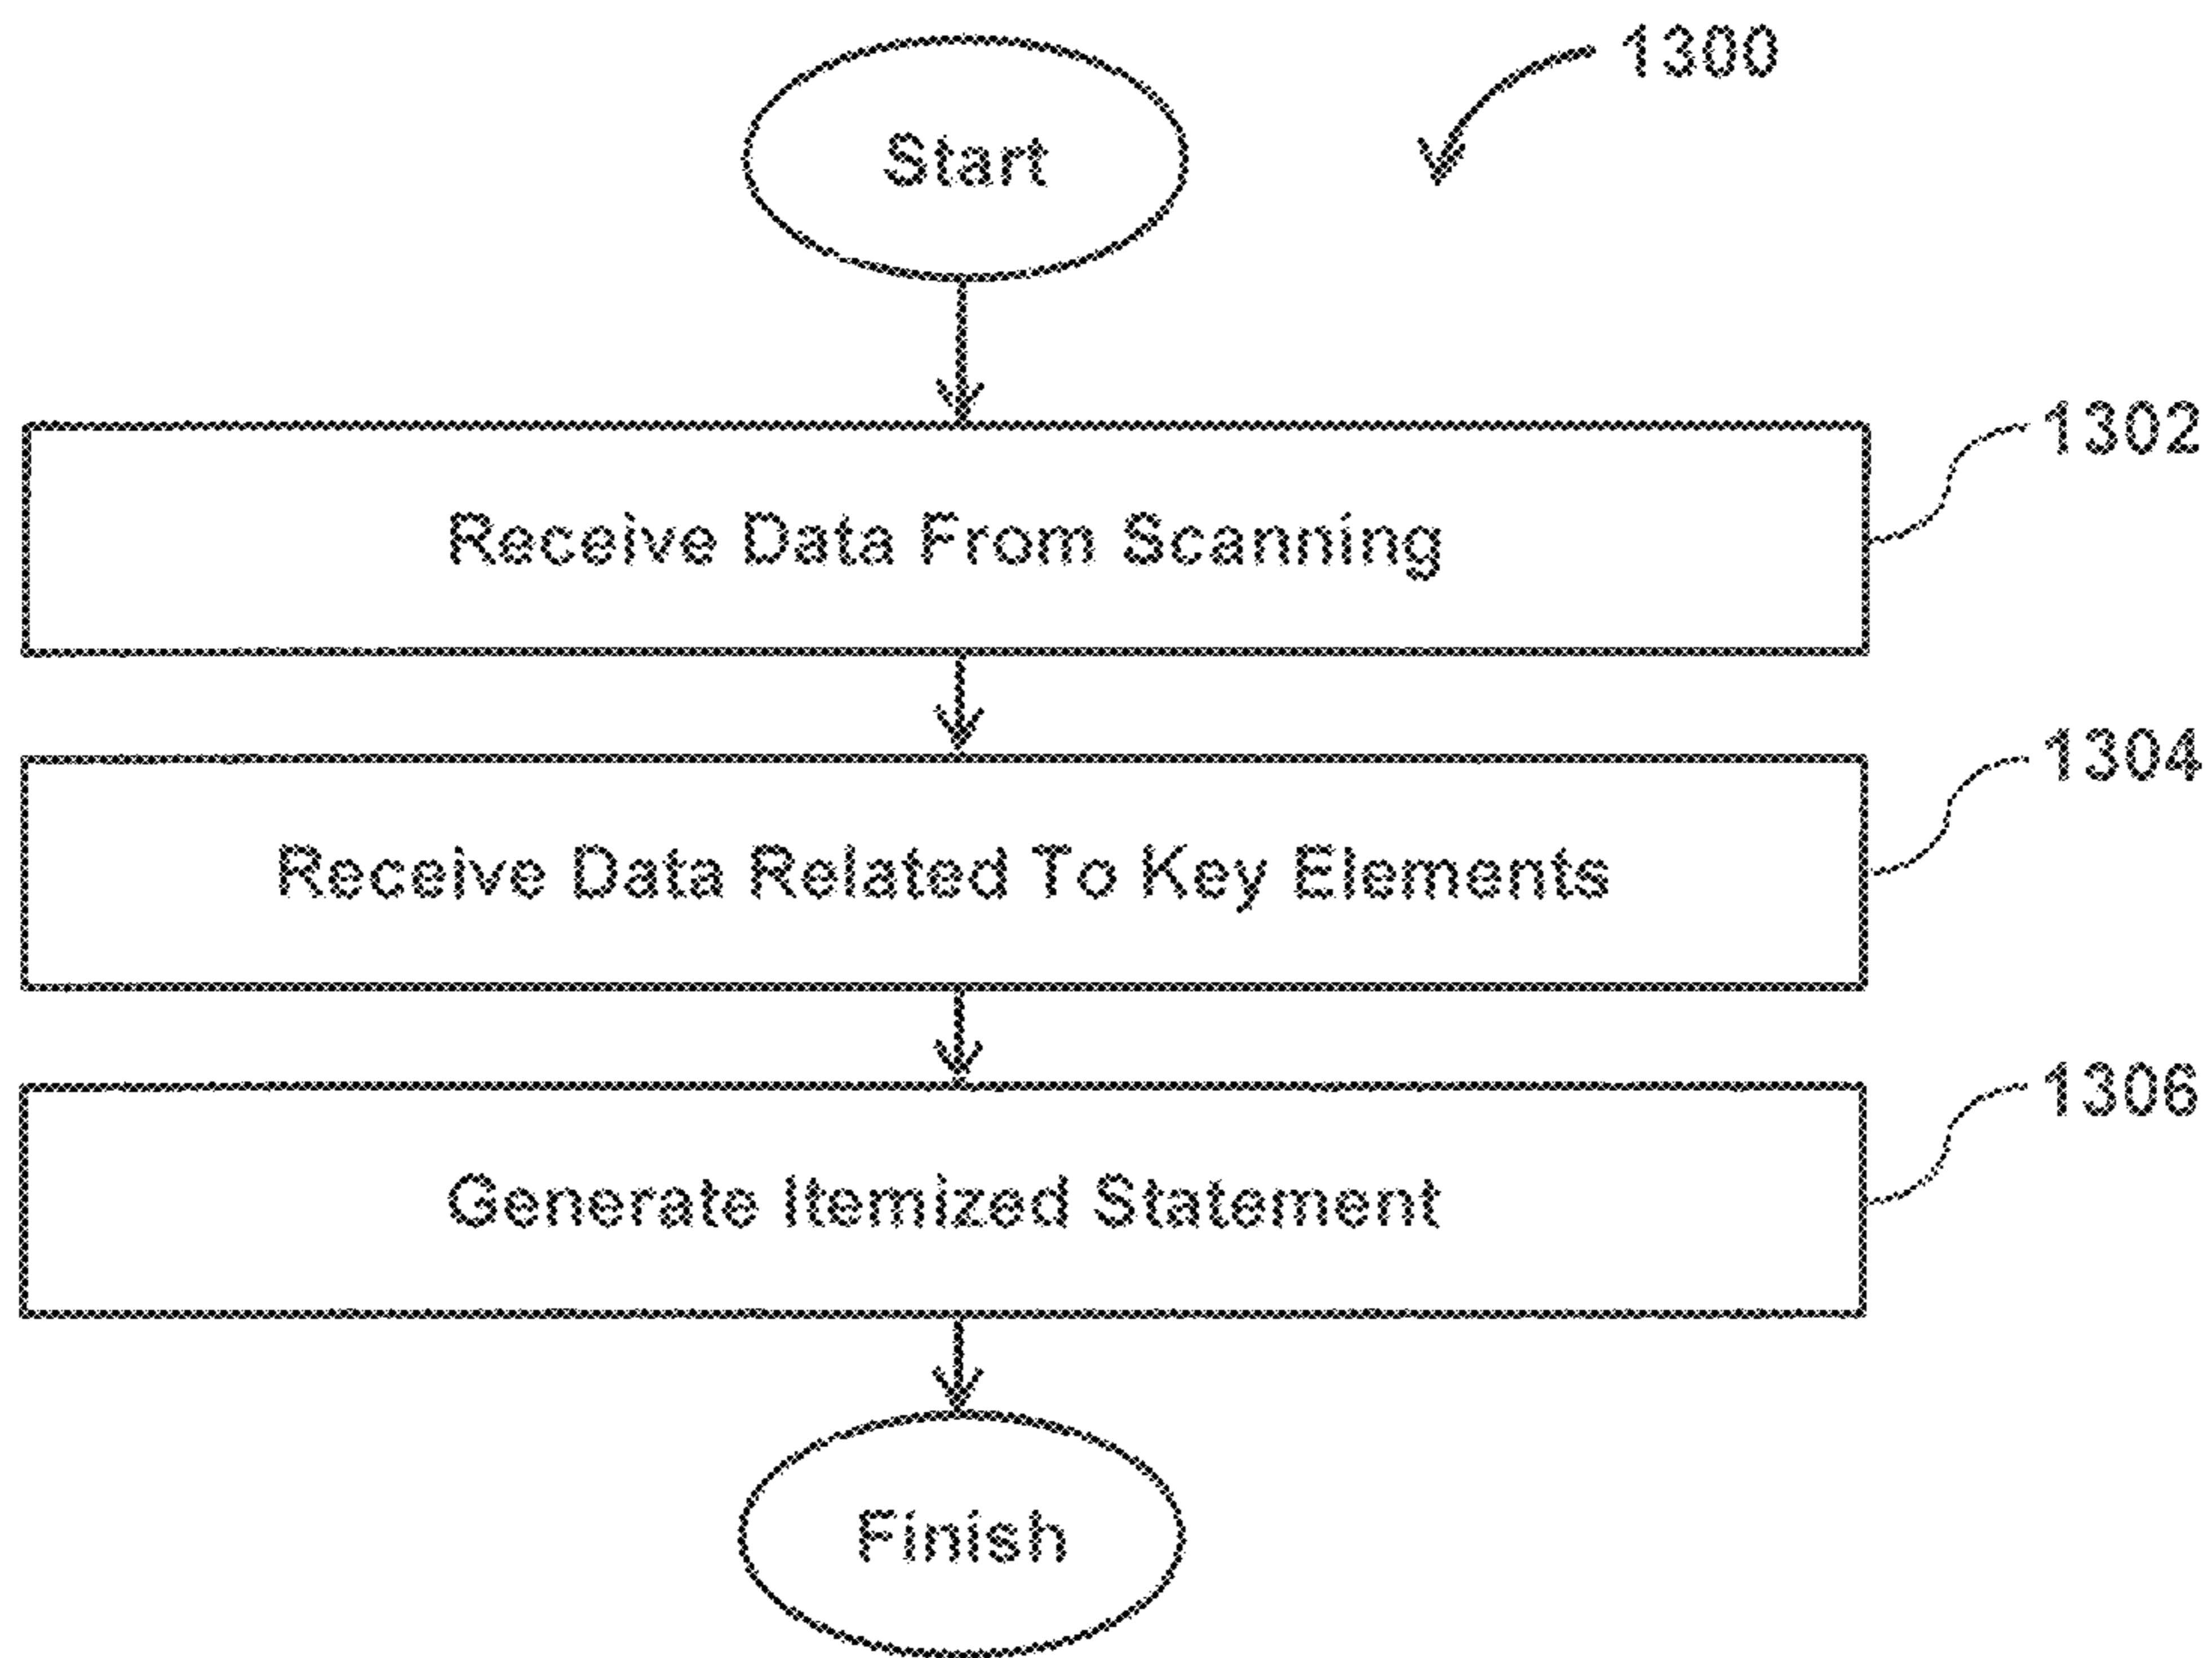 1300
Start
1302
Receive Data From Scanning
1304
Receive Data Related To Key Elements
1306
Generate Itemized Statement
Finish